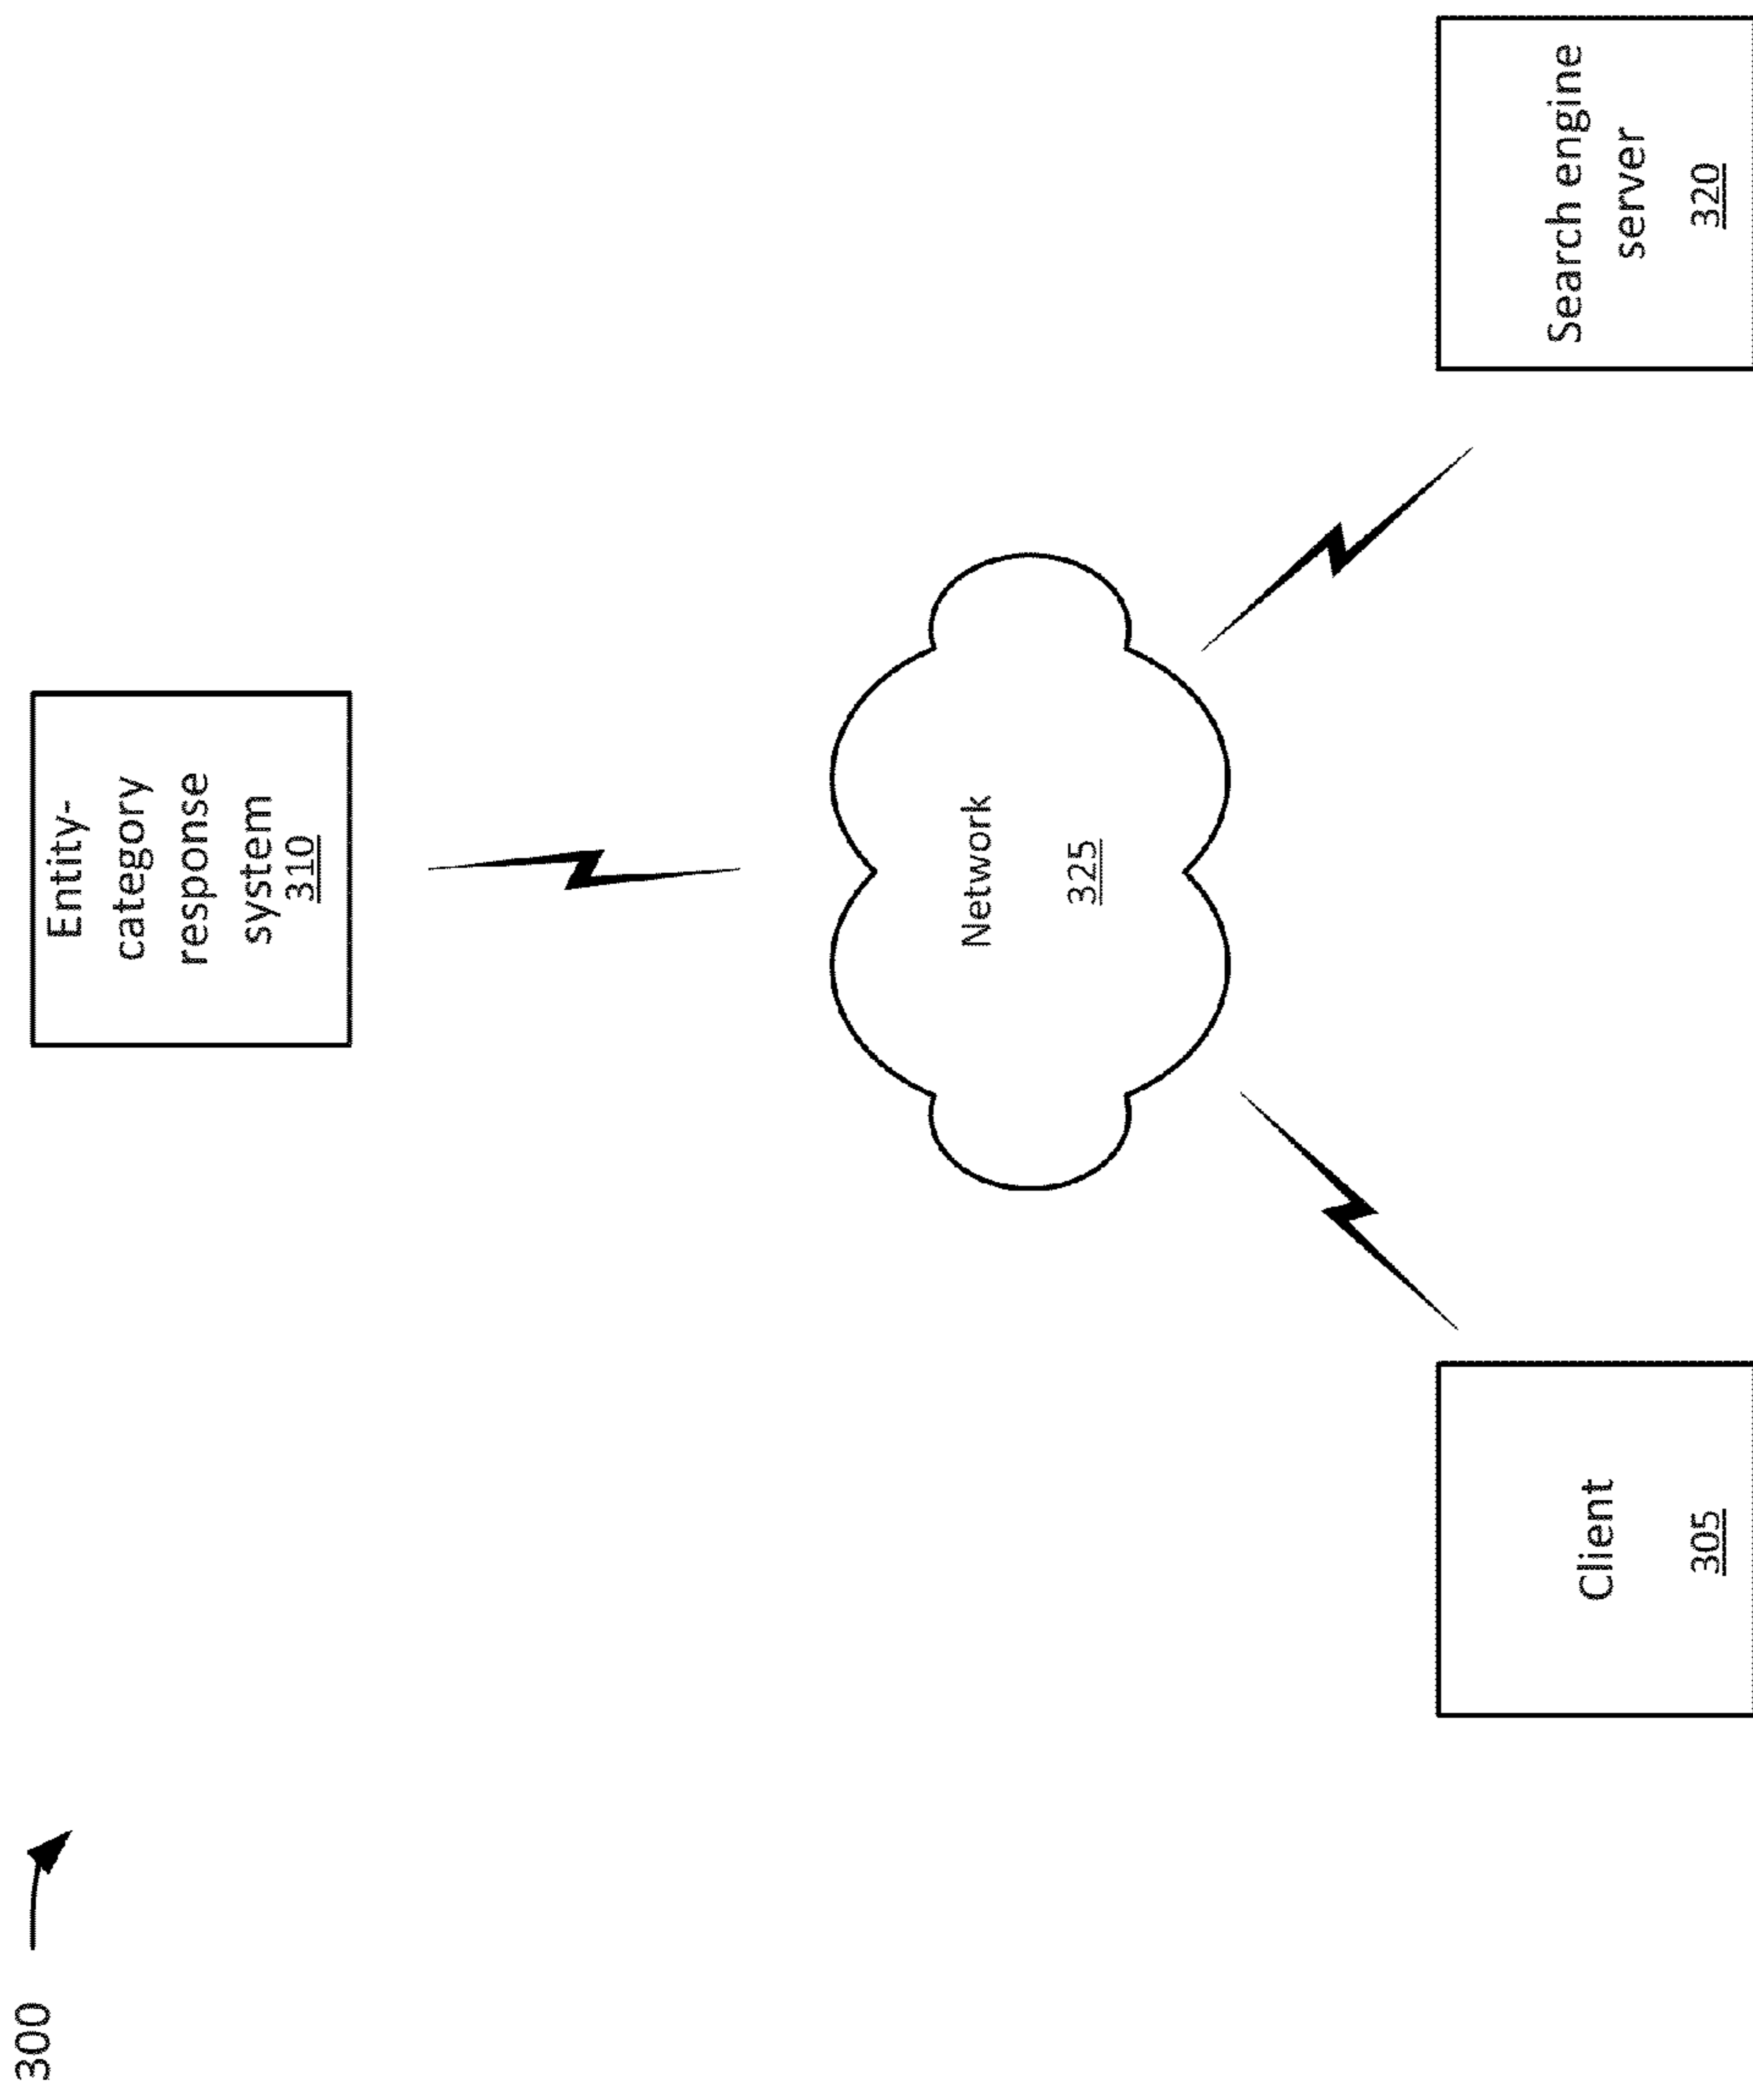 300
Entity-
category
response
system
310
Network
325
Client
305
Search engine
server
320